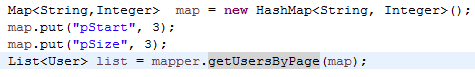 Map<String,Integer>  map = new HashMap<String, Integer>();
map.put("pStart", 3);
map.put("pSize", 3);
List<User> list = mapper.getUsersByPage(map);